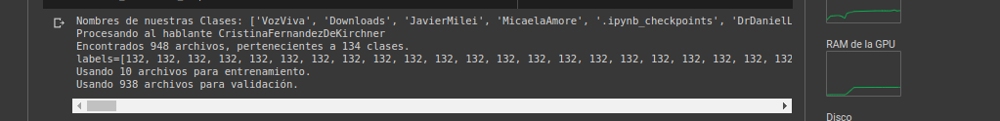 Nombres de nuestras Clases: ['VozViva', 'Downloads', 'JavierMilei', 'MicaelaAmore', '.ipynb_checkpoints', 'DrDanielL
Procesando al hablante CristinaFernandezDeKirchner
Encontrados 948 archivos, pertenecientes a 134 clases.
labels=[132, 132, 132, 132, 132, 132, 132, 132, 132, 132, 132, 132, 132, 132, 132, 132, 132, 132, 132, 132, 132, 132
Usando 10 archivos para entrenamiento.
Usando 938 archivos para validación.
RAM de la GPU
Disco